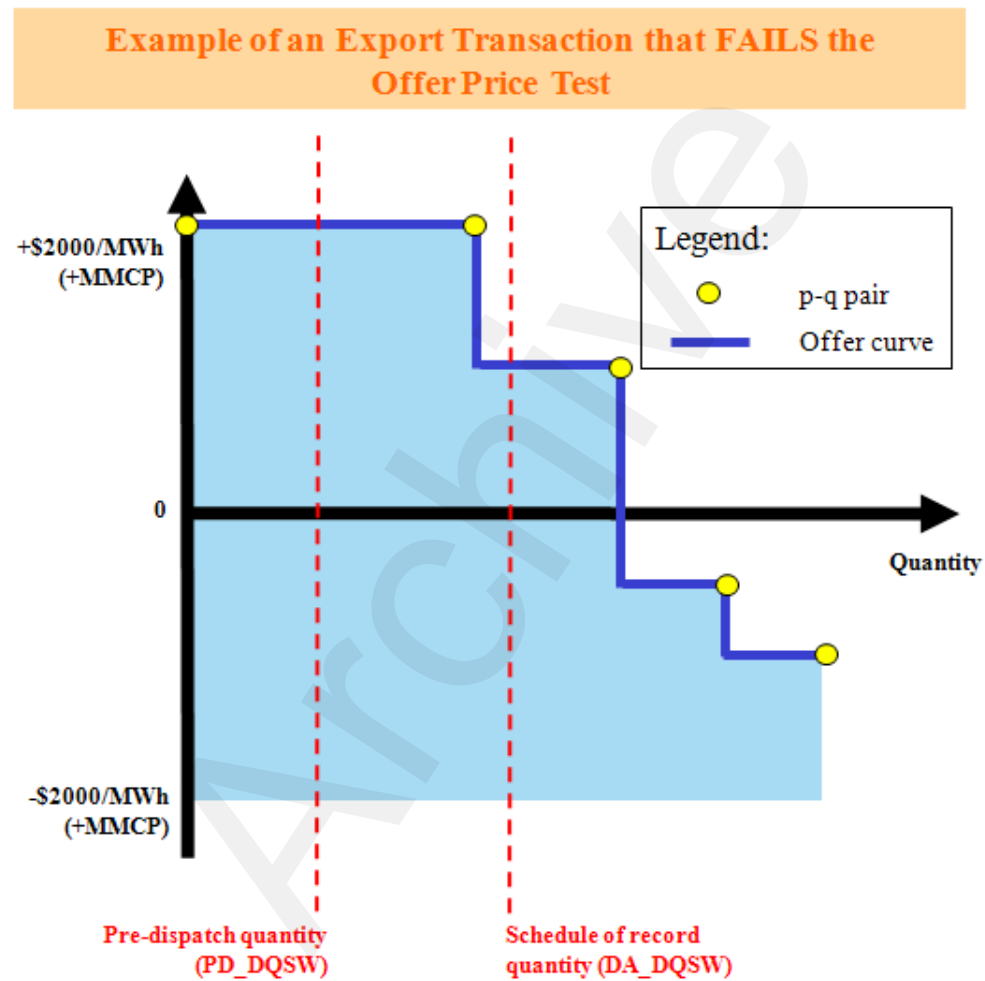 Example of an Export Transaction that FAILS the
Offer Price Test
+$2000/MWh
(+MMCP)
Legend:
p-q pair
Offer curve
0
Quantity
-$2000/MWh
(+MMCP)
Pre-dispatch quantity
(PD_DQSW)
Schedule of record
quantity (DA_DQSW)
Archive